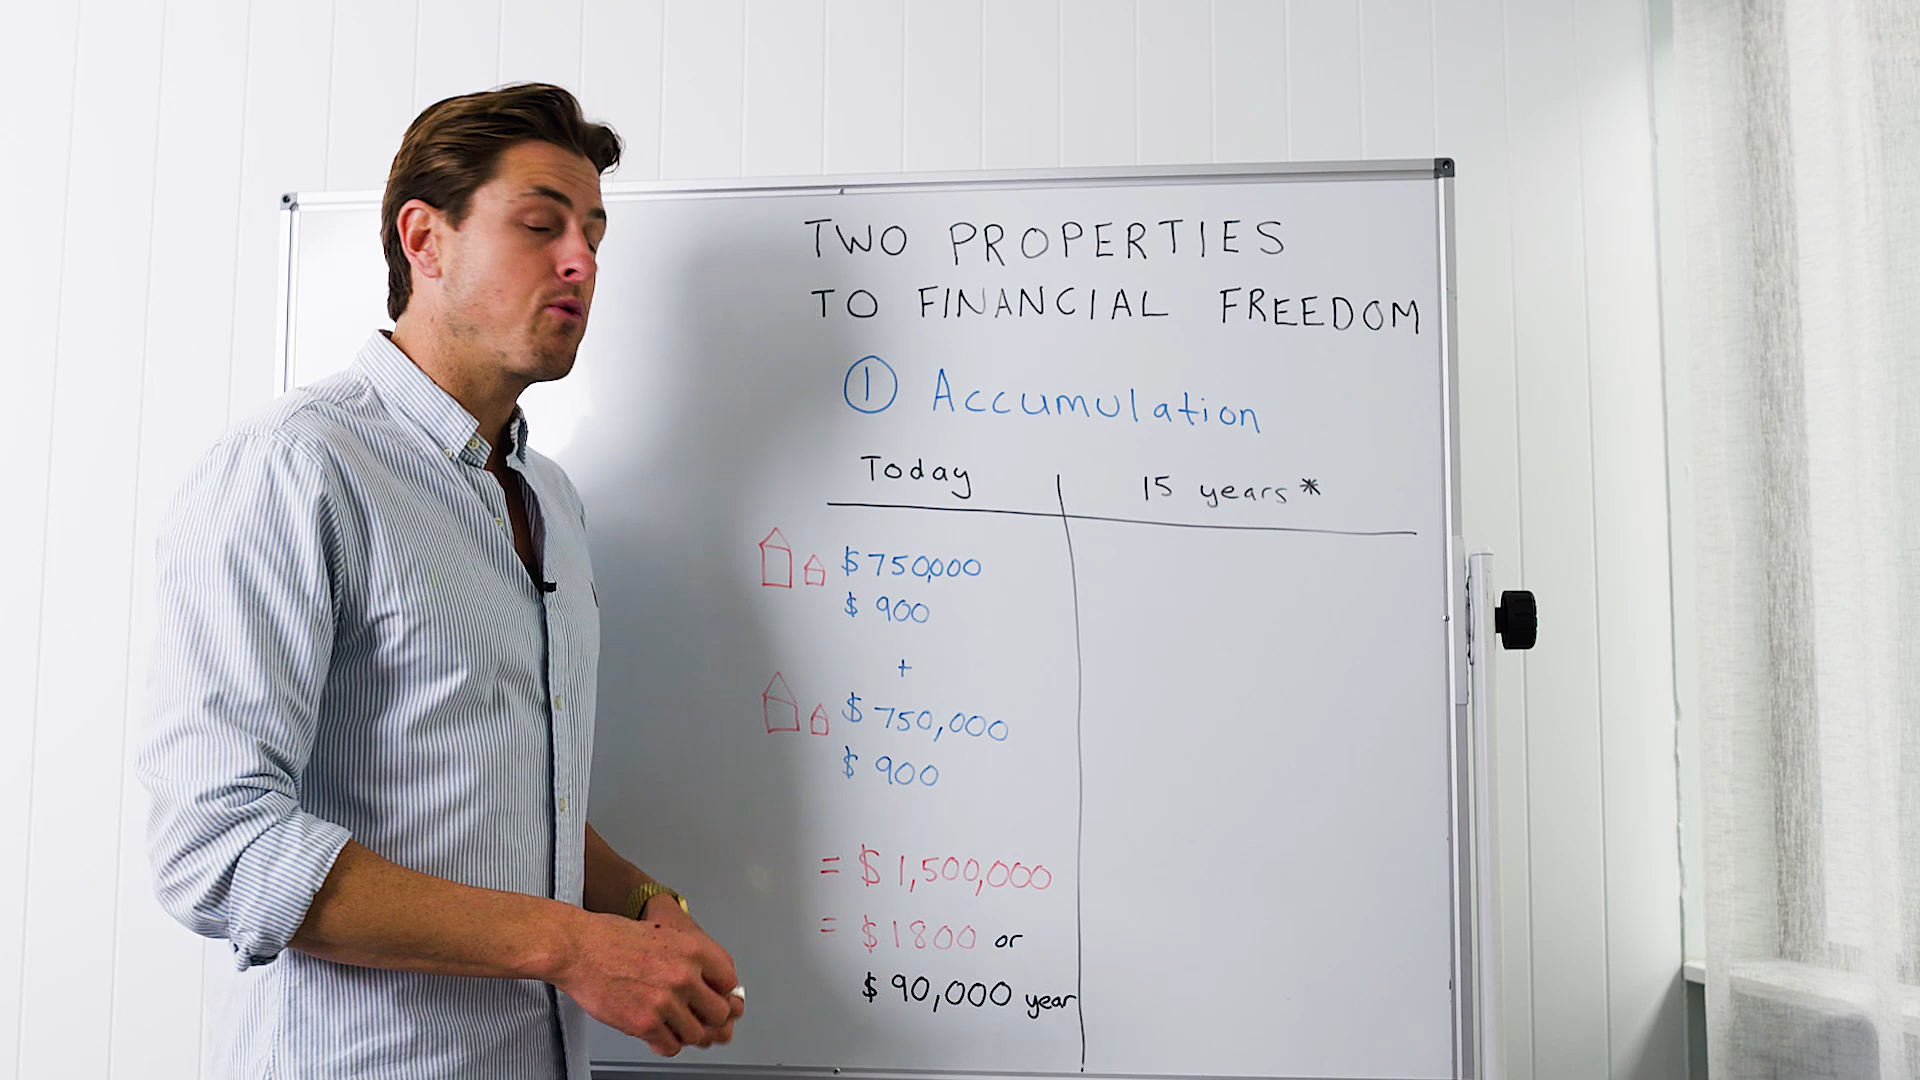 TWO PROPERTIES
TO FINANCIAL FREEDOM
1 Accumulation
Today
15 years*
$750,000
$ 900
+
$750,000
$ 900
= $1,500,000
= $1800 or
$90,000 year